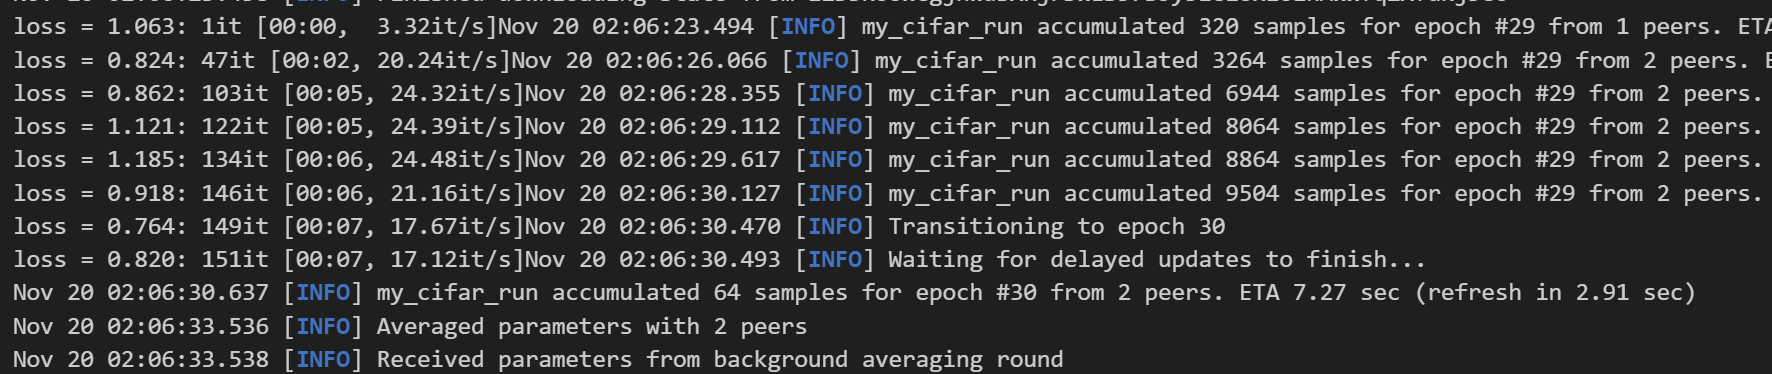 loss = 1.063: 1it [00:00,  3.32it/s]Nov 20 02:06:23.494 [INFO] my_cifar_run accumulated 320 samples for epoch #29 from 1 peers. ETA
loss = 0.824: 47it [00:02, 20.24it/s]Nov 20 02:06:26.066 [INFO] my_cifar_run accumulated 3264 samples for epoch #29 from 2 peers. E
loss = 0.862: 103it [00:05, 24.32it/s]Nov 20 02:06:28.355 [INFO] my_cifar_run accumulated 6944 samples for epoch #29 from 2 peers.
loss = 1.121: 122it [00:05, 24.39it/s]Nov 20 02:06:29.112 [INFO] my_cifar_run accumulated 8064 samples for epoch #29 from 2 peers.
loss = 1.185: 134it [00:06, 24.48it/s]Nov 20 02:06:29.617 [INFO] my_cifar_run accumulated 8864 samples for epoch #29 from 2 peers.
loss = 0.918: 146it [00:06, 21.16it/s]Nov 20 02:06:30.127 [INFO] my_cifar_run accumulated 9504 samples for epoch #29 from 2 peers.
loss = 0.764: 149it [00:07, 17.67it/s]Nov 20 02:06:30.470 [INFO] Transitioning to epoch 30
loss = 0.820: 151it [00:07, 17.12it/s]Nov 20 02:06:30.493 [INFO] Waiting for delayed updates to finish...
Nov 20 02:06:30.637 [INFO] my_cifar_run accumulated 64 samples for epoch #30 from 2 peers. ETA 7.27 sec (refresh in 2.91 sec)
Nov 20 02:06:33.536 [INFO] Averaged parameters with 2 peers
Nov 20 02:06:33.538 [INFO] Received parameters from background averaging round